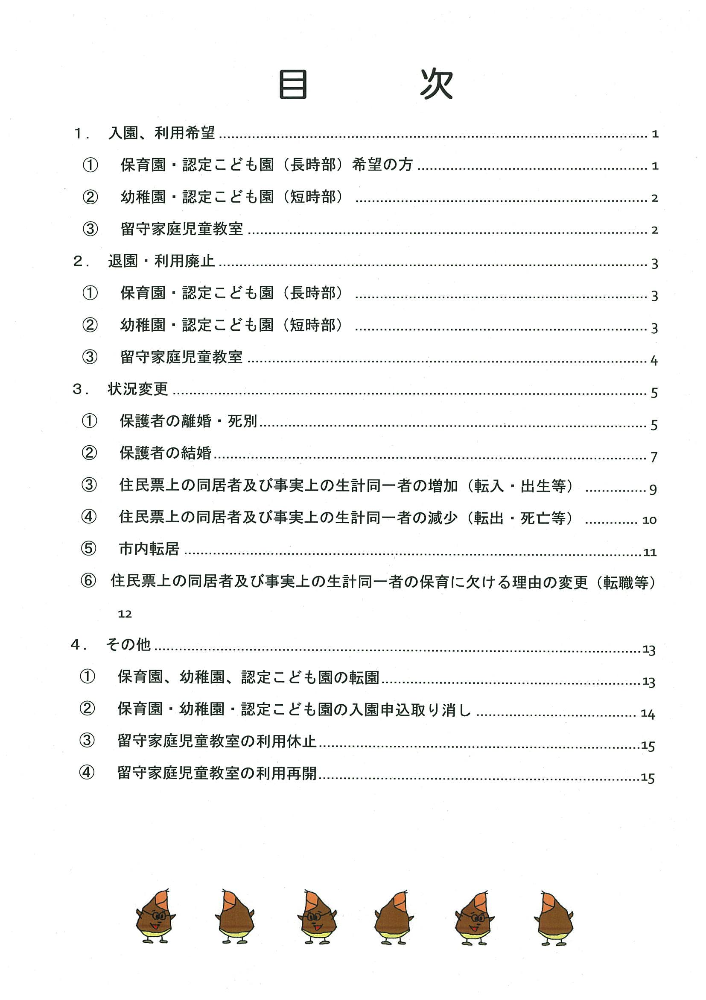 目　次
１．　入園、利用希望 ........ 1
①　保育園・認定こども園（長時部）希望の方 ........ 1
②　幼稚園・認定こども園（短時部） ........ 2
③　留守家庭児童教室 ........ 2
２．　退園・利用廃止 ........ 3
①　保育園・認定こども園（長時部） ........ 3
②　幼稚園・認定こども園（短時部） ........ 3
③　留守家庭児童教室 ........ 4
３．　状況変更 ........ 5
①　保護者の離婚・死別 ........ 5
②　保護者の結婚 ........ 7
③　住民票上の同居者及び事実上の生計同一者の増加（転入・出生等） ........ 9
④　住民票上の同居者及び事実上の生計同一者の減少（転出・死亡等） ........ 10
⑤　市内転居 ........ 11
⑥　住民票上の同居者及び事実上の生計同一者の保育に欠ける理由の変更（転職等）
12
４．　その他 ........ 13
①　保育園、幼稚園、認定こども園の転園 ........ 13
②　保育園・幼稚園・認定こども園の入園申込取り消し ........ 14
③　留守家庭児童教室の利用休止 ........ 15
④　留守家庭児童教室の利用再開 ........ 15